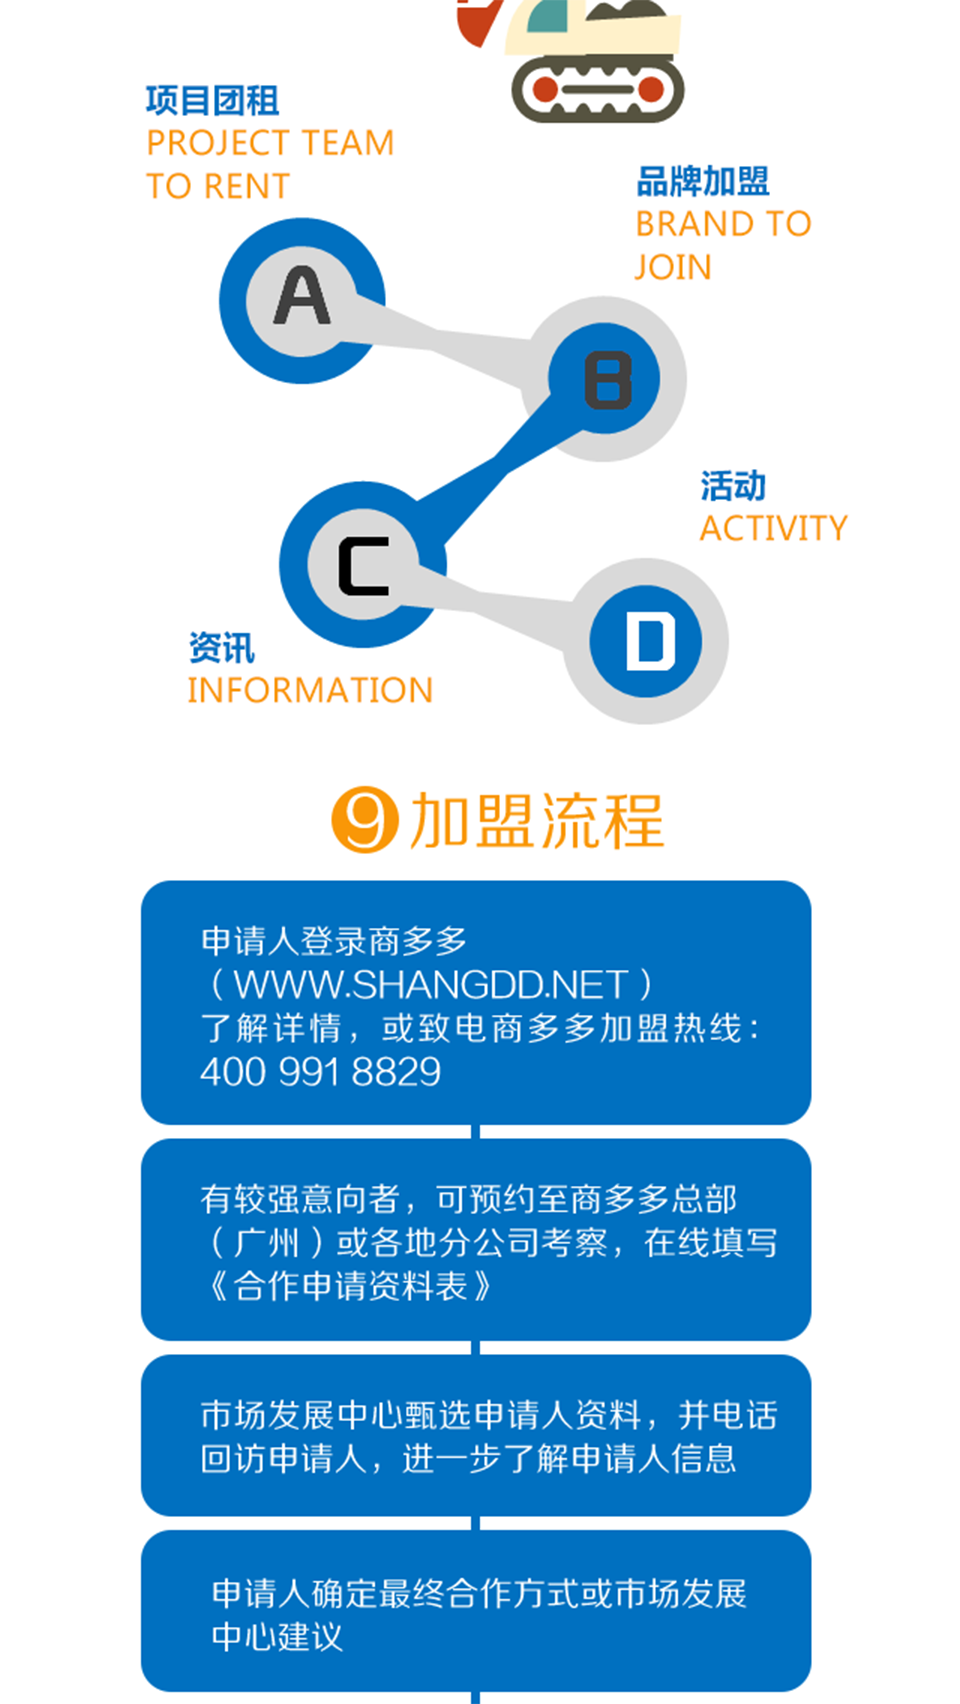 项目团租
PROJECT TEAM
TO RENT
品牌加盟
BRAND TO
JOIN
A
B
活动
ACTIVITY
C
D
资讯
INFORMATION
9 加盟流程
申请人登录商多多
（WWW.SHANGDD.NET）
了解详情，或致电商多多加盟热线：
400 991 8829
有较强意向者，可预约至商多多总部
（广州）或各地分公司考察，在线填写
《合作申请资料表》
市场发展中心甄选申请人资料，并电话
回访申请人，进一步了解申请人信息
申请人确定最终合作方式或市场发展
中心建议